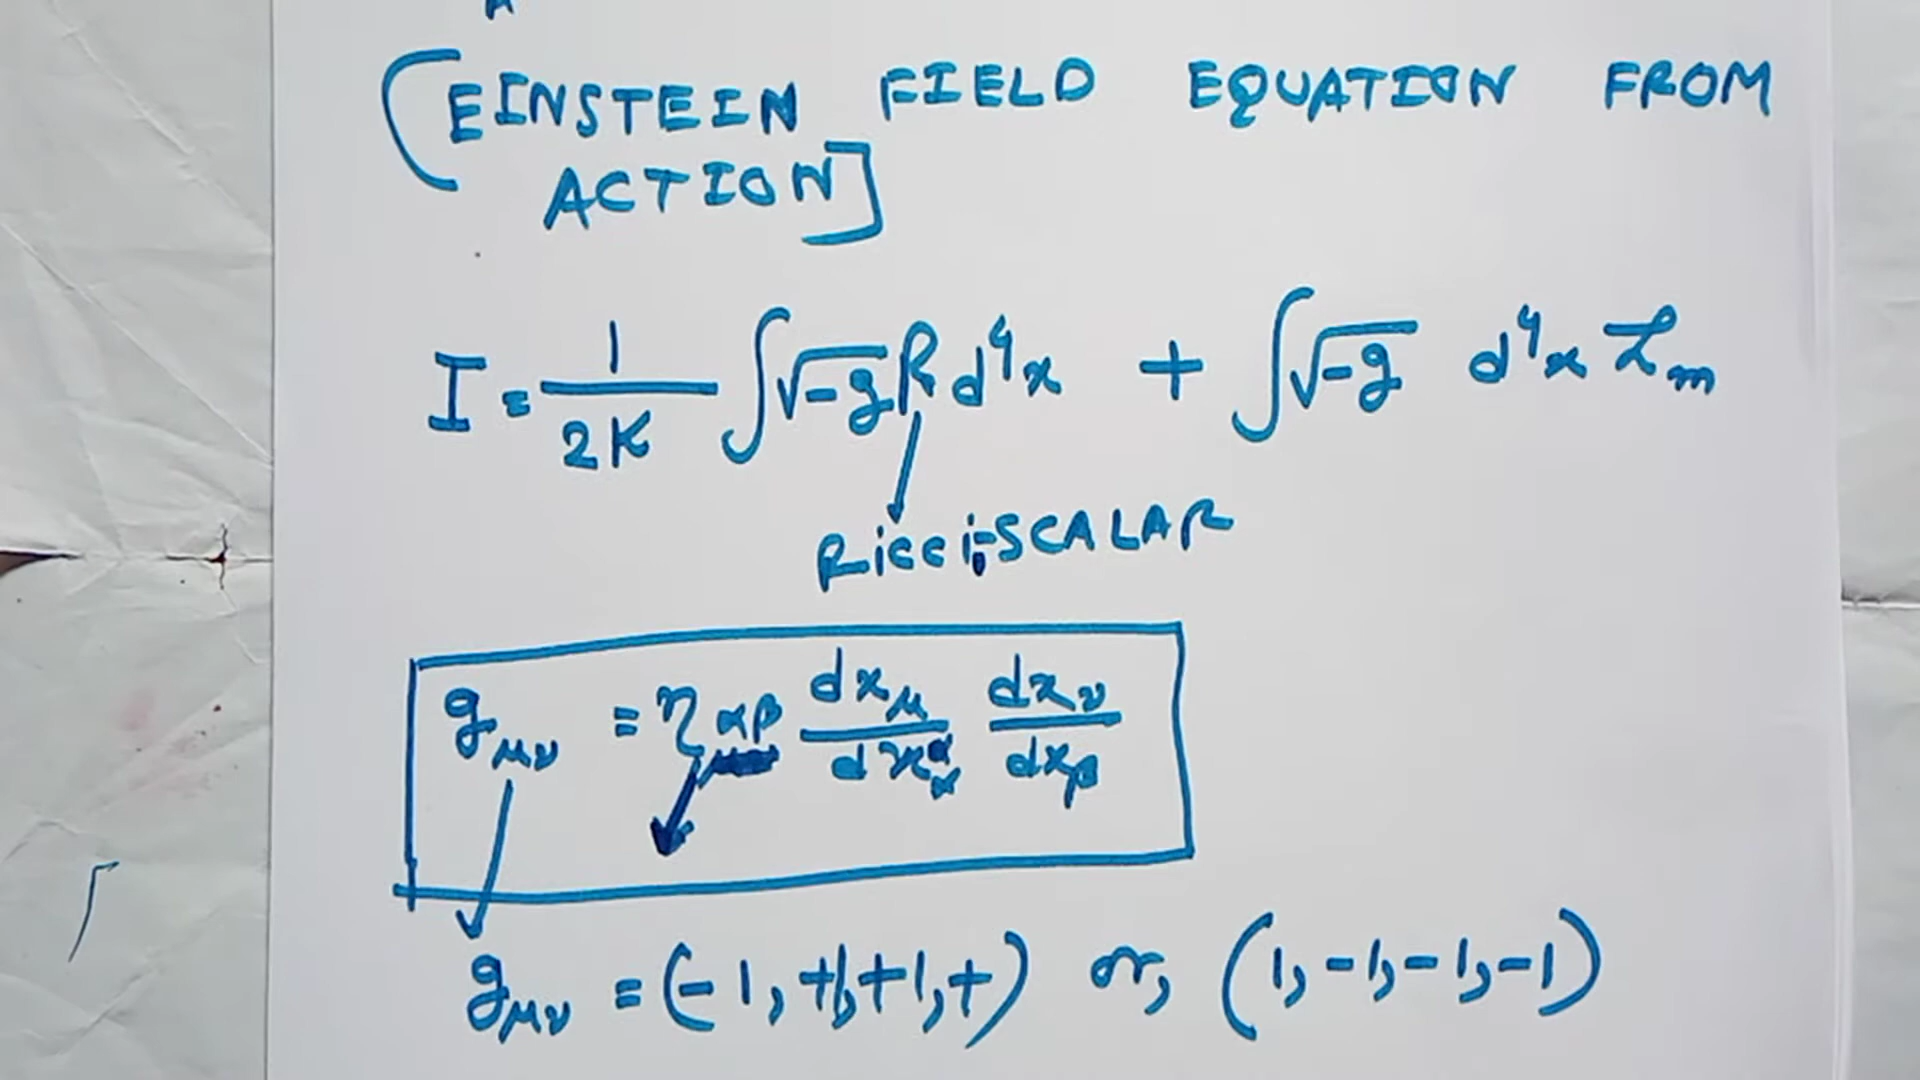 (EINSTEIN FIELD EQUATION FROM
ACTION]
I = 1/2K ∫√-g R d⁴x + ∫√-g d⁴x ℒm
Ricci-SCALAR
gμν = ηαβ dxμ/dxα dxν/dxβ
gμν = (-1, +1, +1, +) or, (1, -1, -1, -1)